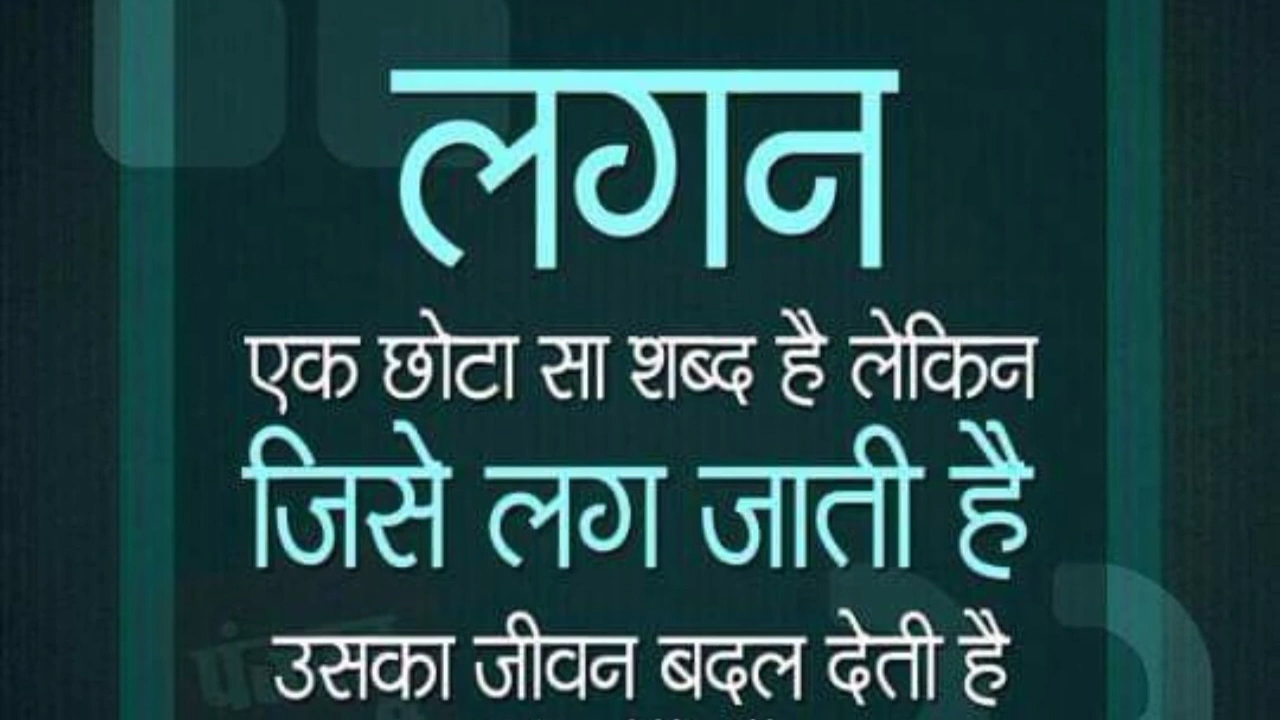 लगन
एक छोटा सा शब्द है लेकिन
जिसे लग जाती है
उसका जीवन बदल देती है